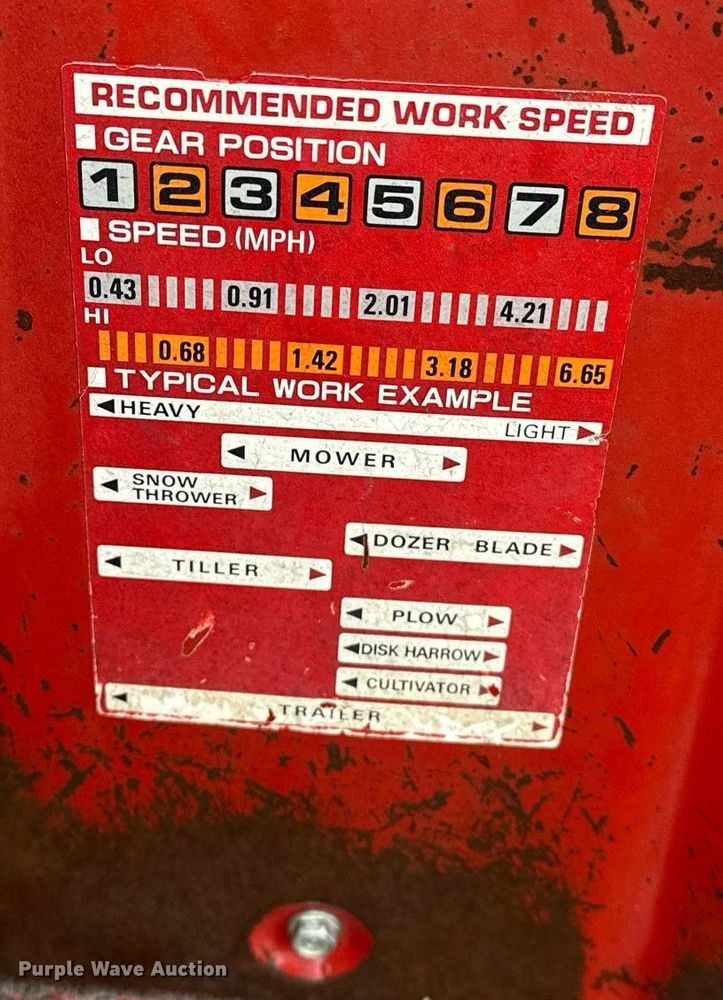 RECOMMENDED WORK SPEED
GEAR POSITION
1 2 3 4 5 6 7 8
SPEED (MPH)
LO
0.43 0.91 2.01 4.21
HI
0.68 1.42 3.18 6.65
TYPICAL WORK EXAMPLE
HEAVY
LIGHT
MOWER
SNOW
THROWER
DOZER BLADE
TILLER
PLOW
DISK HARROW
CULTIVATOR
TRAILER
Purple Wave Auction